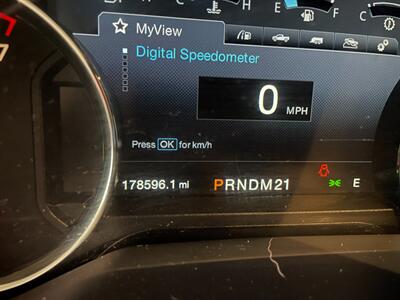 H C E F C
MyView
Digital Speedometer
0 MPH
Press OK for km/h
178596.1 mi PRNDM21 E